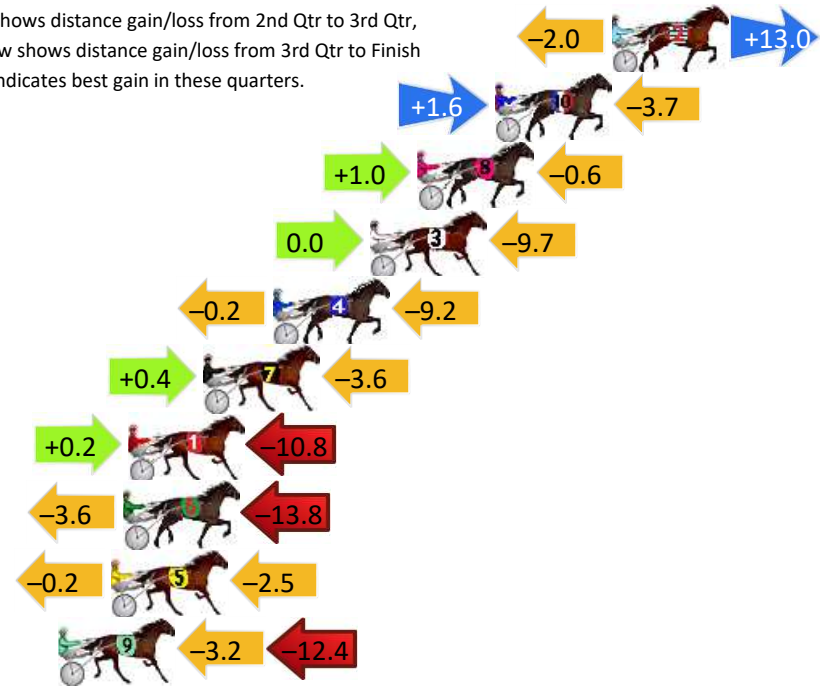 hows distance gain/loss from 2nd Qtr to 3rd Qtr,
w shows distance gain/loss from 3rd Qtr to Finish
ndicates best gain in these quarters.
–2.0 +13.0
+1.6 10 –3.7
+1.0 8 –0.6
0.0 3 –9.7
–0.2 4 –9.2
+0.4 7 –3.6
+0.2 1 –10.8
–3.6 –13.8
–0.2 5 –2.5
9 –3.2 –12.4